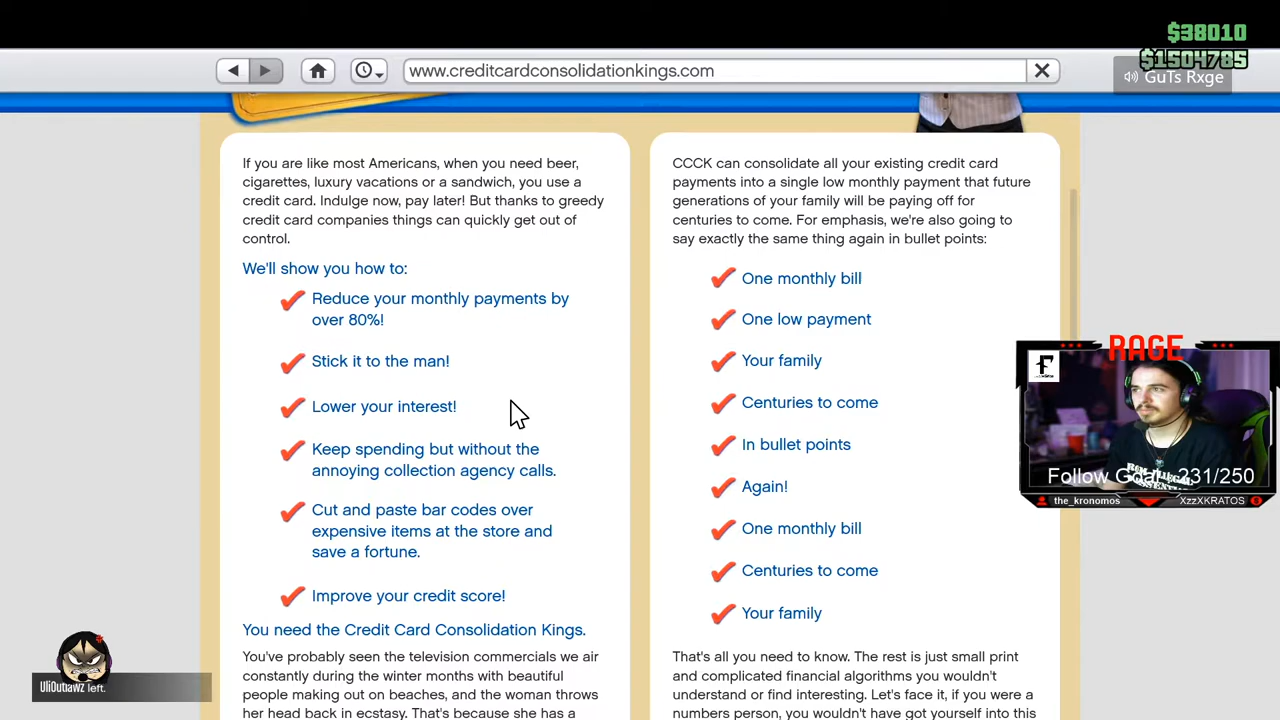 $38010
$1504785
www.creditcardconsolidationkings.com
GuTs Rxge
If you are like most Americans, when you need beer,
cigarettes, luxury vacations or a sandwich, you use a
credit card. Indulge now, pay later! But thanks to greedy
credit card companies things can quickly get out of
control.
We'll show you how to:
Reduce your monthly payments by
over 80%!
Stick it to the man!
Lower your interest!
Keep spending but without the
annoying collection agency calls.
Cut and paste bar codes over
expensive items at the store and
save a fortune.
Improve your credit score!
You need the Credit Card Consolidation Kings.
You've probably seen the television commercials we air
constantly during the winter months with beautiful
people making out on beaches, and the woman throws
her head back in ecstasy. That's because she has a
CCCK can consolidate all your existing credit card
payments into a single low monthly payment that future
generations of your family will be paying off for
centuries to come. For emphasis, we're also going to
say exactly the same thing again in bullet points:
One monthly bill
One low payment
Your family
Centuries to come
In bullet points
Again!
One monthly bill
Centuries to come
Your family
That's all you need to know. The rest is just small print
and complicated financial algorithms you wouldn't
understand or find interesting. Let's face it, if you were a
numbers person, you wouldn't have got yourself into this
RAGE
Follow Goal 231/250
the_kronomos
XzzXKRATOS
UliOutlawz left.